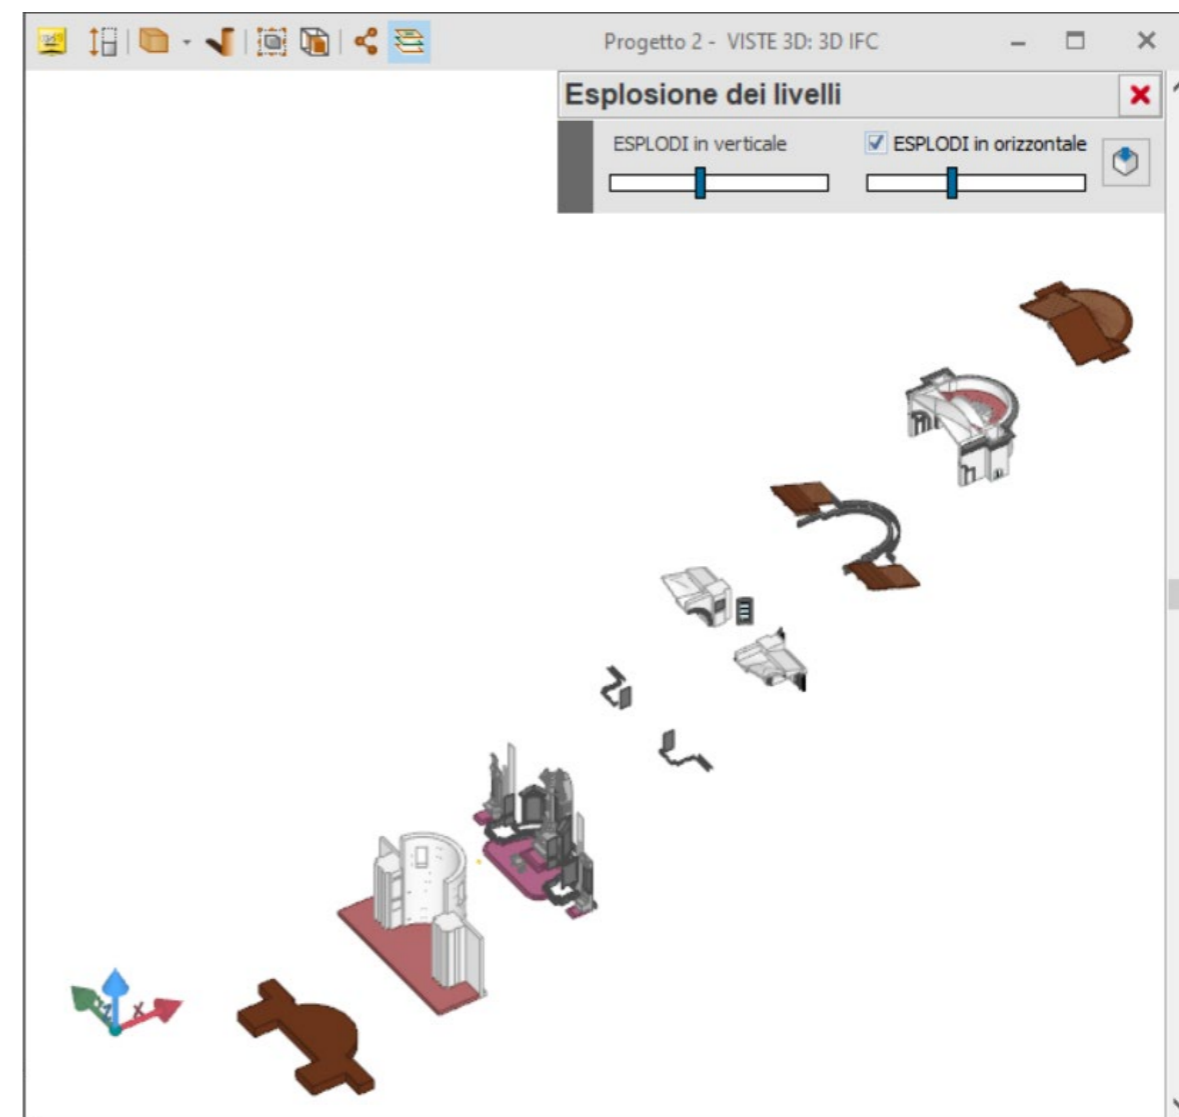 Progetto 2 - VISTE 3D: 3D IFC
Esplosione dei livelli
ESPLODI in verticale
ESPLODI in orizzontale
X